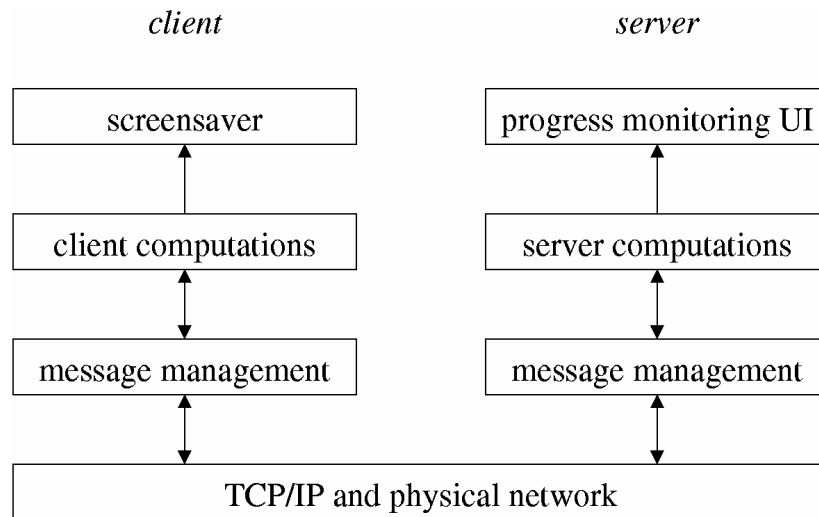 client
server
screensaver
progress monitoring UI
client computations
server computations
message management
message management
TCP/IP and physical network